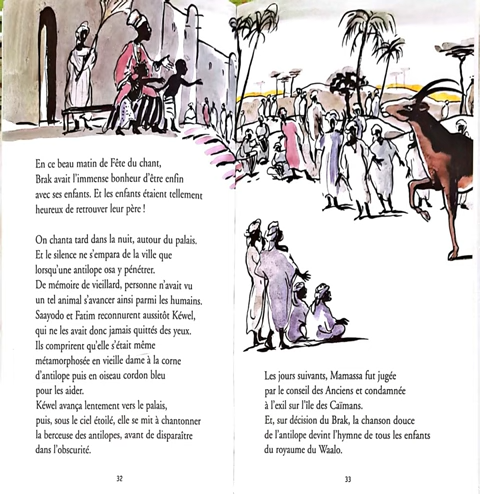 En ce beau matin de Fête du chant,
Brak avait l'immense bonheur d'être enfin
avec ses enfants. Et les enfants étaient tellement
heureux de retrouver leur père !
On chanta tard dans la nuit, autour du palais.
Et le silence ne s'empara de la ville que
lorsqu'une antilope osa y pénétrer.
De mémoire de vieillard, personne n'avait vu
un tel animal s'avancer ainsi parmi les humains.
Saayodo et Fatim reconnurent aussitôt Kéwel,
qui ne les avait donc jamais quittés des yeux.
Ils comprirent qu'elle s'était même
métamorphosée en vieille dame à la corne
d'antilope puis en oiseau cordon bleu
pour les aider.
Kéwel avança lentement vers le palais,
puis, sous le ciel étoilé, elle se mit à chantonner
la berceuse des antilopes, avant de disparaître
dans l'obscurité.
32
Les jours suivants, Mamassa fut jugée
par le conseil des Anciens et condamnée
à l'exil sur l'île des Caïmans.
Et, sur décision du Brak, la chanson douce
de l'antilope devint l'hymne de tous les enfants
du royaume du Waalo.
33